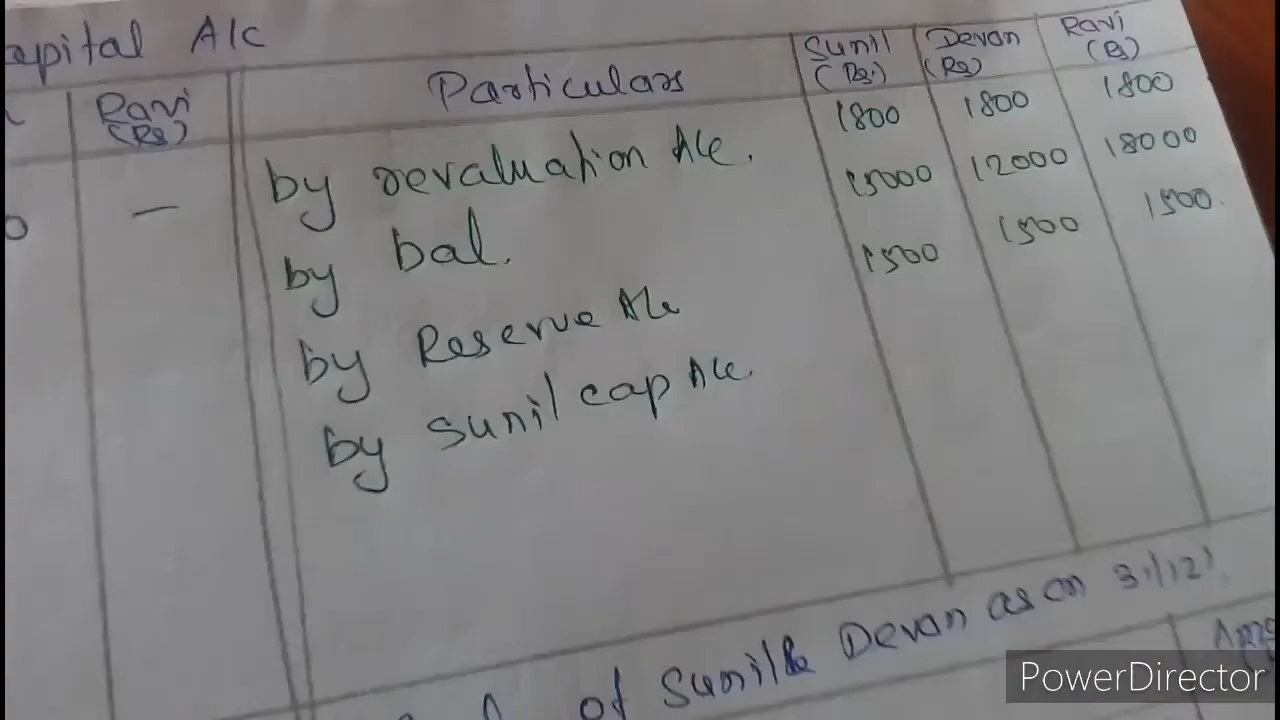 apital A/c
Ravi
(Rs)
Particulars
Sunil
(Rs.)
Devan
(Rs)
Ravi
(Rs)
by revaluation A/c. 1800 1800 1800
by bal. 15000 12000 18000
by Reserve A/c 1500 1500 1500.
by sunil cap A/c.
—
of Sunil & Devan as on 31/12/
PowerDirector